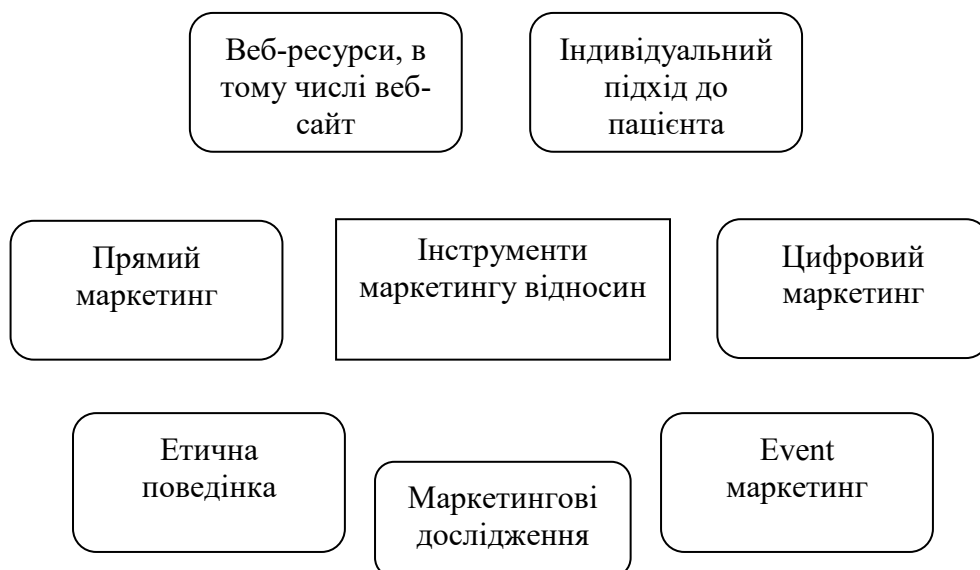 Веб-ресурси, в
тому числі веб-
сайт
Індивідуальний
підхід до
пацієнта
Прямий
маркетинг
Інструменти
маркетингу відносин
Цифровий
маркетинг
Етична
поведінка
Маркетингові
дослідження
Event
маркетинг